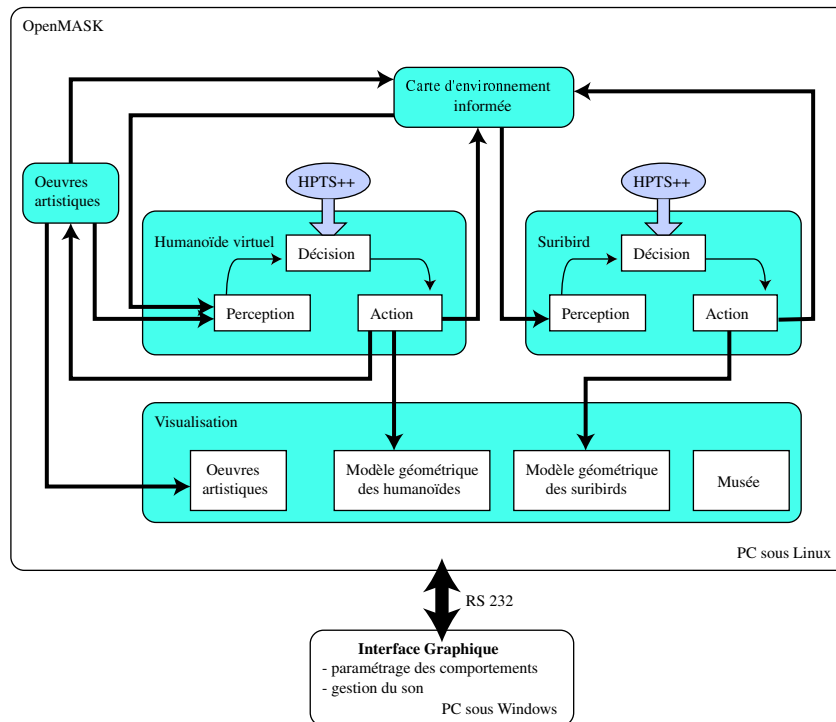 OpenMASK
Carte d'environnement
informée
Oeuvres
artistiques
HPTS++
HPTS++
Humanoïde virtuel
Décision
Perception
Action
Suribird
Décision
Perception
Action
Visualisation
Oeuvres
artistiques
Modèle géométrique
des humanoïdes
Modèle géométrique
des suribirds
Musée
PC sous Linux
RS 232
Interface Graphique
- paramétrage des comportements
- gestion du son
PC sous Windows